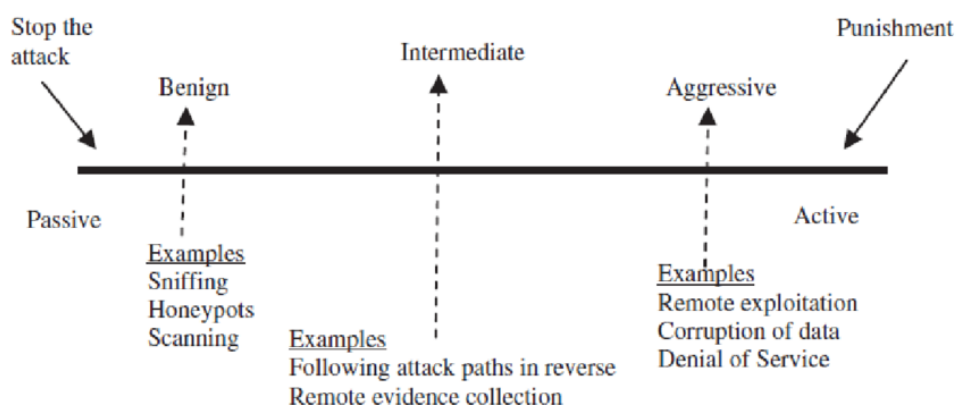 Stop the
attack
Punishment
Intermediate
Benign
Aggressive
Passive
Active
Examples
Sniffing
Honeypots
Scanning
Examples
Following attack paths in reverse
Remote evidence collection
Examples
Remote exploitation
Corruption of data
Denial of Service